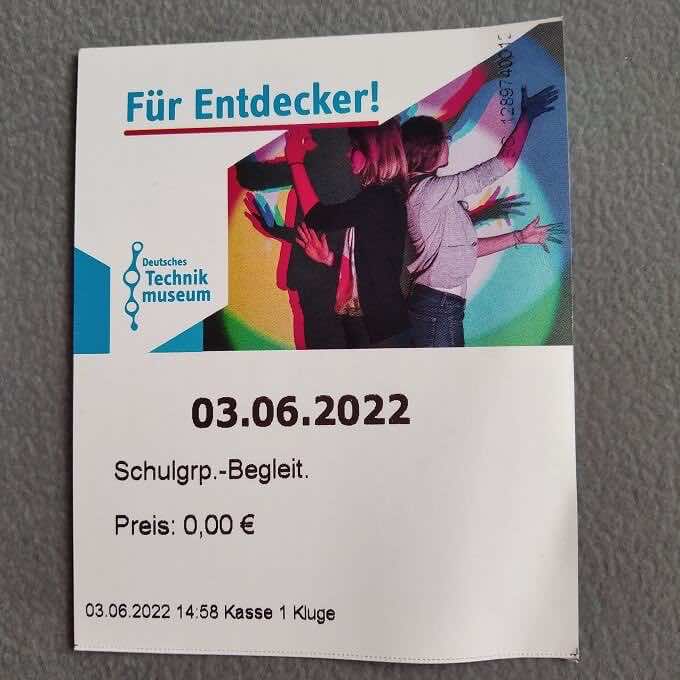 Für Entdecker!
Deutsches
Technik
museum
03.06.2022
Schulgrp.-Begleit.
Preis: 0,00 €
03.06.2022 14:58 Kasse 1 Kluge